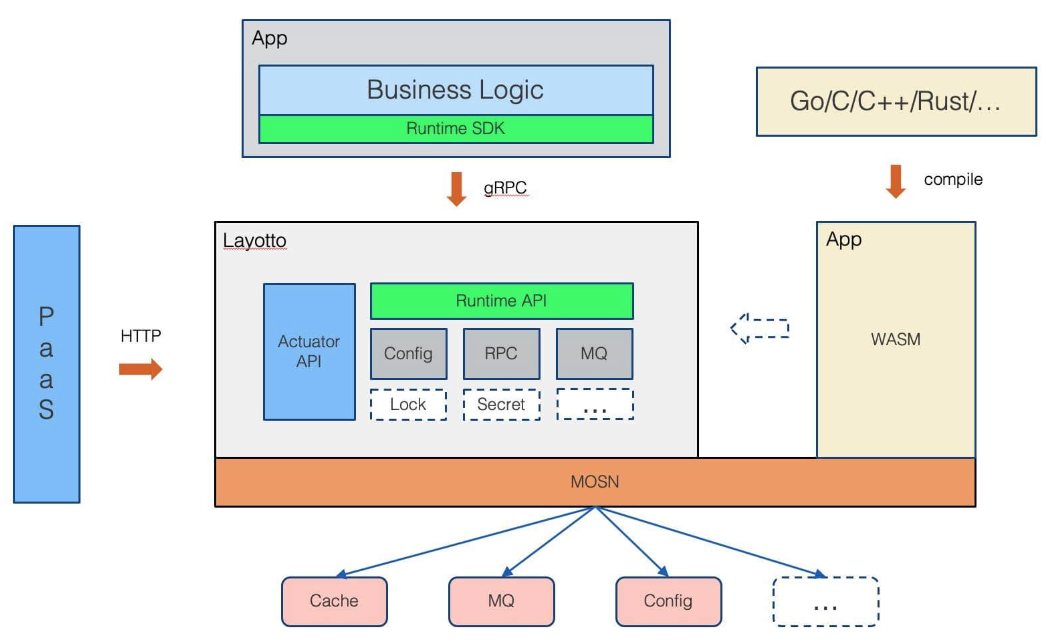 App
Business Logic
Runtime SDK
Go/C/C++/Rust/...
gRPC
compile
PaaS
HTTP
Layotto
Actuator
API
Runtime API
Config
RPC
MQ
Lock
Secret
...
App
WASM
MOSN
Cache
MQ
Config
...